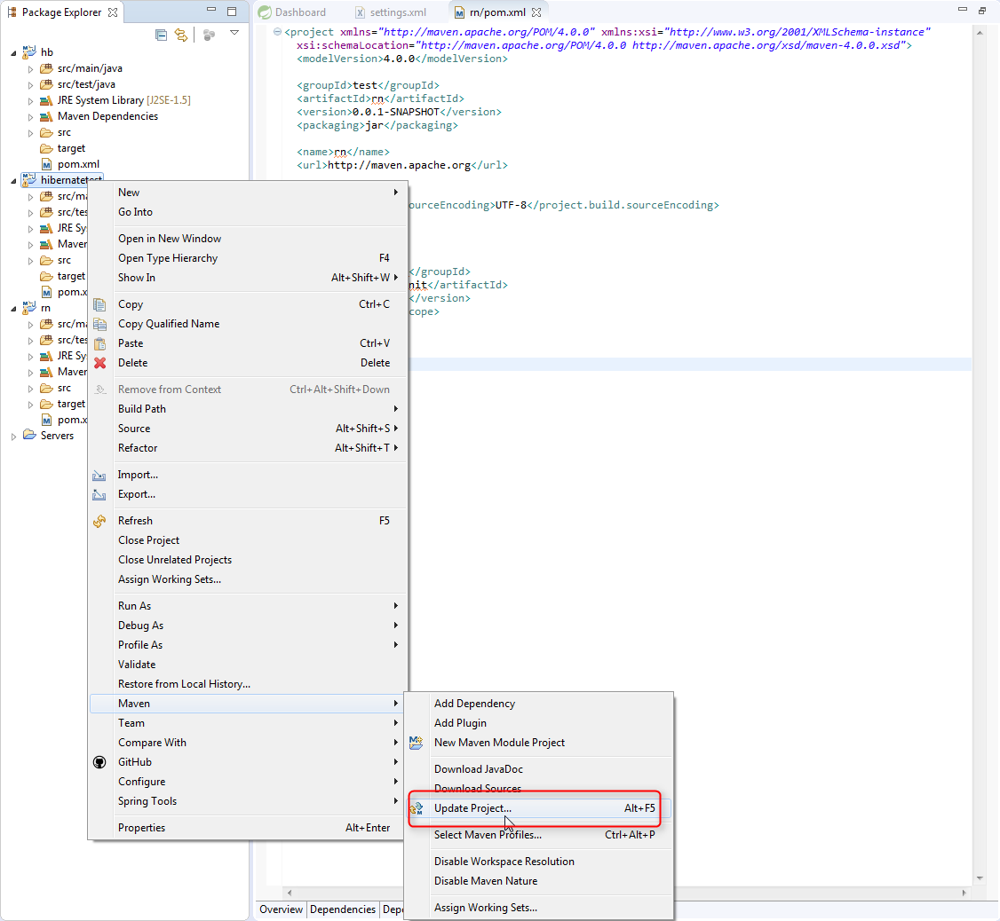 Package Explorer
hb
src/main/java
src/test/java
JRE System Library [J2SE-1.5]
Maven Dependencies
src
target
pom.xml
hibernatetest
src/ma
src/tes
JRE Sy
Maven
src
target
pom.x
rn
src/ma
src/tes
JRE Sy
Maven
src
target
pom.x
Servers
Dashboard
settings.xml
rn/pom.xml
<project xmlns="http://maven.apache.org/POM/4.0.0" xmlns:xsi="http://www.w3.org/2001/XMLSchema-instance"
xsi:schemaLocation="http://maven.apache.org/POM/4.0.0 http://maven.apache.org/xsd/maven-4.0.0.xsd">
<modelVersion>4.0.0</modelVersion>
<groupId>test</groupId>
<artifactId>rn</artifactId>
<version>0.0.1-SNAPSHOT</version>
<packaging>jar</packaging>
<name>rn</name>
<url>http://maven.apache.org</url>
ourceEncoding>UTF-8</project.build.sourceEncoding>
</groupId>
nit</artifactId>
</version>
cope>
New
Go Into
Open in New Window
Open Type Hierarchy F4
Show In Alt+Shift+W
Copy Ctrl+C
Copy Qualified Name
Paste Ctrl+V
Delete Delete
Remove from Context Ctrl+Alt+Shift+Down
Build Path
Source Alt+Shift+S
Refactor Alt+Shift+T
Import...
Export...
Refresh F5
Close Project
Close Unrelated Projects
Assign Working Sets...
Run As
Debug As
Profile As
Validate
Restore from Local History...
Maven
Team
Compare With
GitHub
Configure
Spring Tools
Properties Alt+Enter
Add Dependency
Add Plugin
New Maven Module Project
Download JavaDoc
Download Sources
Update Project... Alt+F5
Select Maven Profiles... Ctrl+Alt+P
Disable Workspace Resolution
Disable Maven Nature
Assign Working Sets...
Overview Dependencies Depe